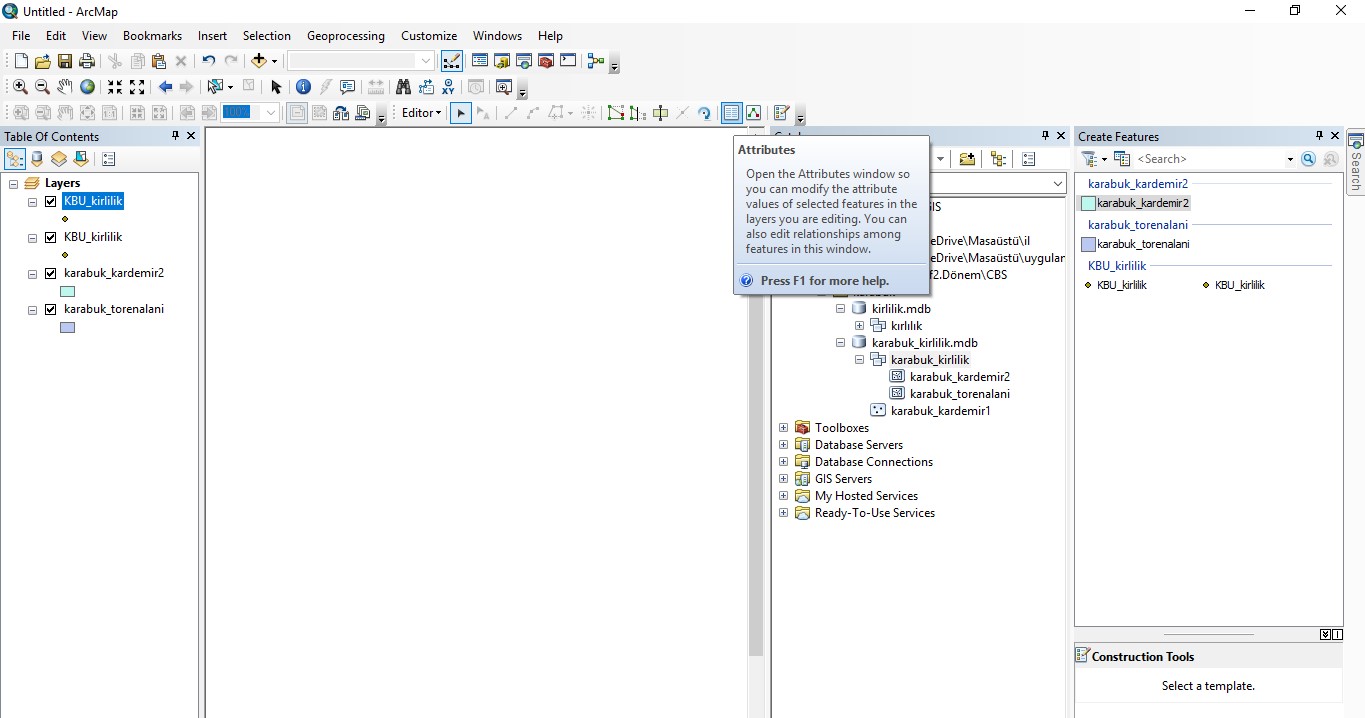 Untitled - ArcMap
File Edit View Bookmarks Insert Selection Geoprocessing Customize Windows Help
100%
Editor
Table Of Contents
Layers
KBU_kirlilik
KBU_kirlilik
karabuk_kardemir2
karabuk_torenalani
Attributes
Open the Attributes window so
you can modify the attribute
values of selected features in the
layers you are editing. You can
also edit relationships among
features in this window.
Press F1 for more help.
eDrive\Masaüstü\il
eDrive\Masaüstü\uygulan
f2.Dönem\CBS
kirlilik.mdb
kırlılık
karabuk_kirlilik.mdb
karabuk_kirlilik
karabuk_kardemir2
karabuk_torenalani
karabuk_kardemir1
Toolboxes
Database Servers
Database Connections
GIS Servers
My Hosted Services
Ready-To-Use Services
Create Features
<Search>
karabuk_kardemir2
karabuk_kardemir2
karabuk_torenalani
karabuk_torenalani
KBU_kirlilik
KBU_kirlilik KBU_kirlilik
Construction Tools
Select a template.
Search